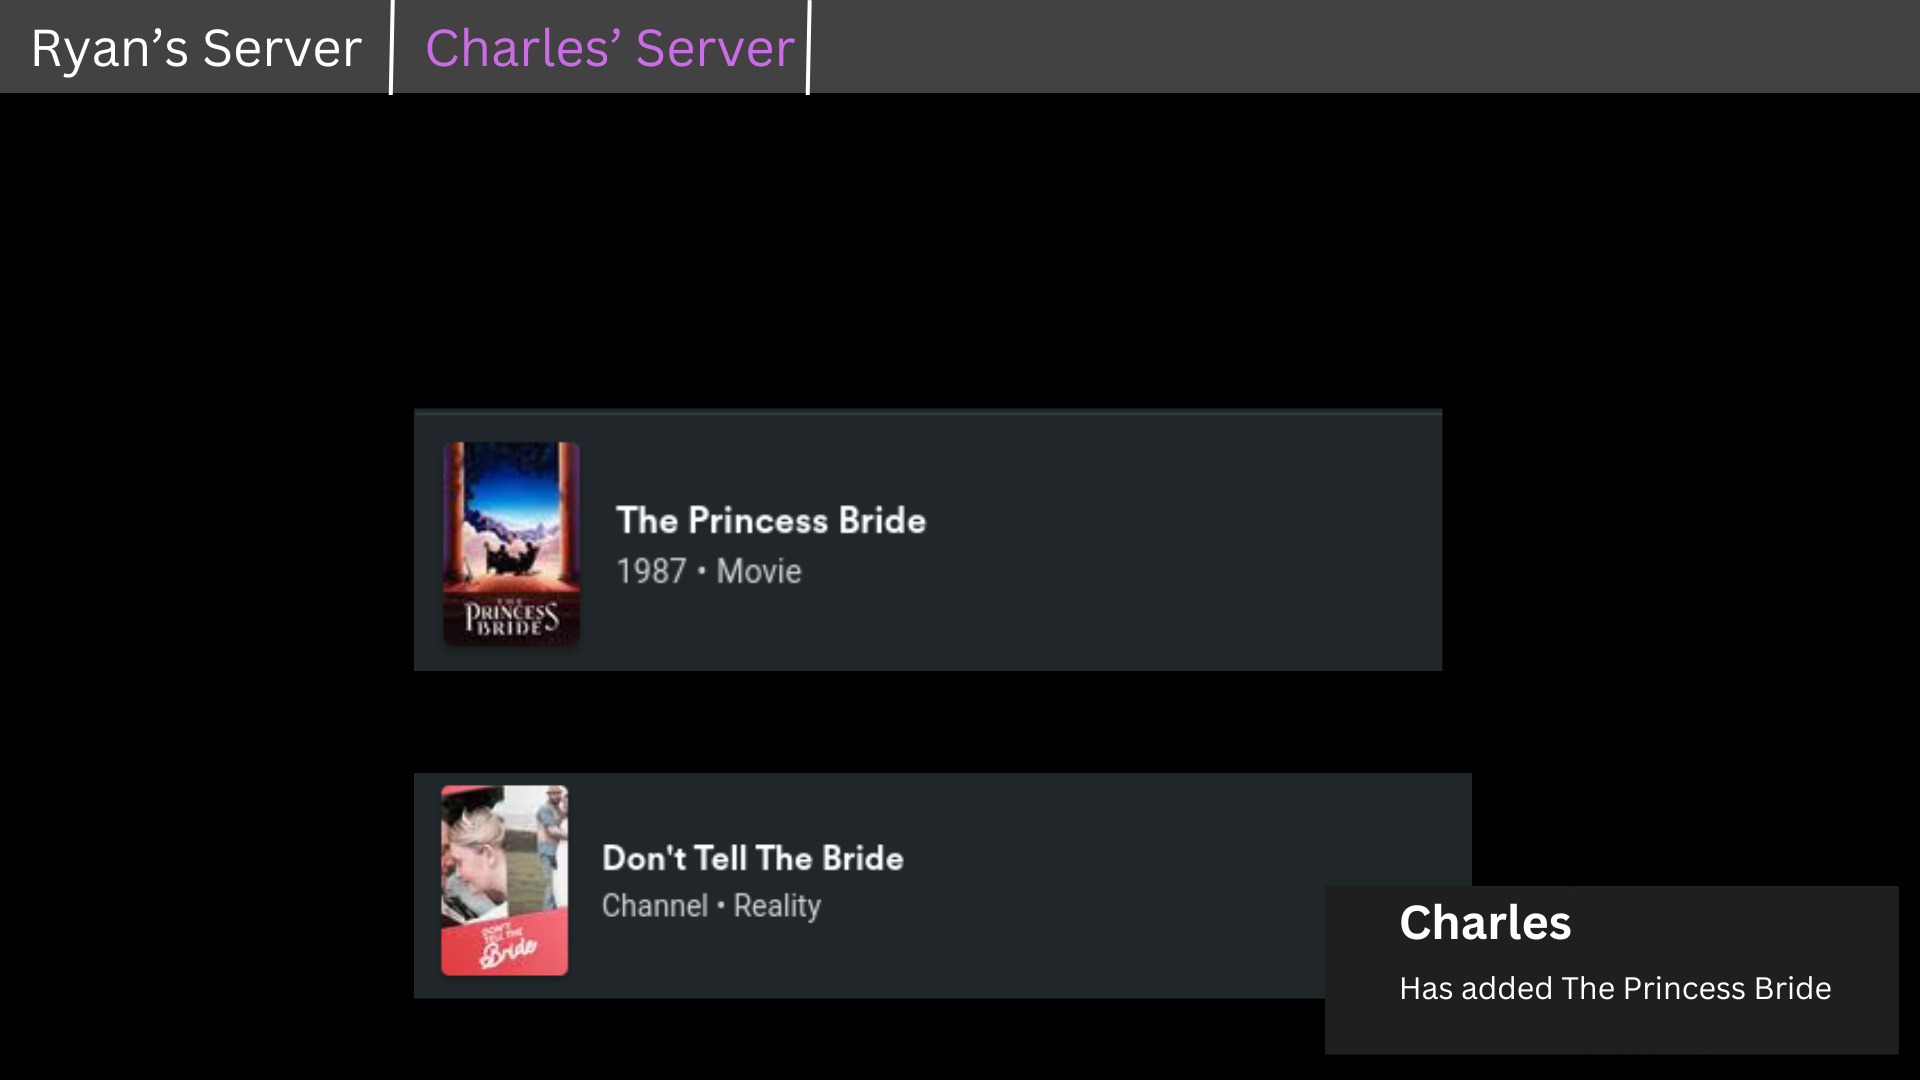 Ryan’s Server
Charles’ Server
The Princess Bride
1987 • Movie
THE
PRINCESS
BRIDE
Don't Tell The Bride
Channel • Reality
DON'T
TELL THE
Bride
Charles
Has added The Princess Bride